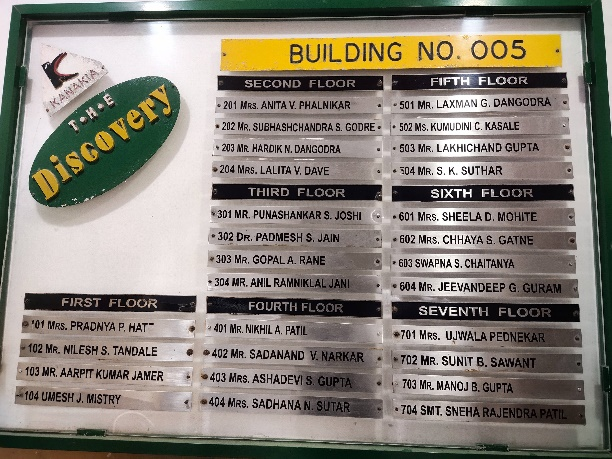 KANAKIA
T•H•E
Discovery
BUILDING NO. 005
FIRST FLOOR
101 MRS. PRADNYA P.
102 MR. NILESH S. TANDALE
103 MR. AARPIT KUMAR JAMER
104 UMESH J. MISTRY
SECOND FLOOR
201 MRS. ANITA V. PHALNIKAR
202 MR. SUBHASHCHANDRA S. GODRE
203 MR. HARDIK N. DANGODRA
204 MRS. LALITA V. DAVE
THIRD FLOOR
301 MR. PUNASHANKAR S. JOSHI
302 DR. PADMESH S. JAIN
303 MR. GOPAL A. RANE
304 MR. ANIL RAMNIKLAL JANI
FOURTH FLOOR
401 MR. NIKHIL A. PATIL
402 MR. SADANAND V. NARKAR
403 MRS. ASHADEVI S. GUPTA
404 MRS. SADHANA N. SUTAR
FIFTH FLOOR
501 MR. LAXMAN G. DANGODRA
502 MS. KUMUDINI C. KASALE
503 MR. LAKHICHAND GUPTA
504 MR. S. K. SUTHAR
SIXTH FLOOR
601 MRS. SHEELA D. MOHITE
602 MRS. CHHAYA S. GATNE
603 SWAPNA S. CHAITANYA
604 MR. JEEVANDEEP G. GURAM
SEVENTH FLOOR
701 MRS. UJWALA PEDNEKAR
702 MR. SUNIT B. SAWANT
703 MR. MANOJ B. GUPTA
704 SMT. SNEHA RAJENDRA PATIL